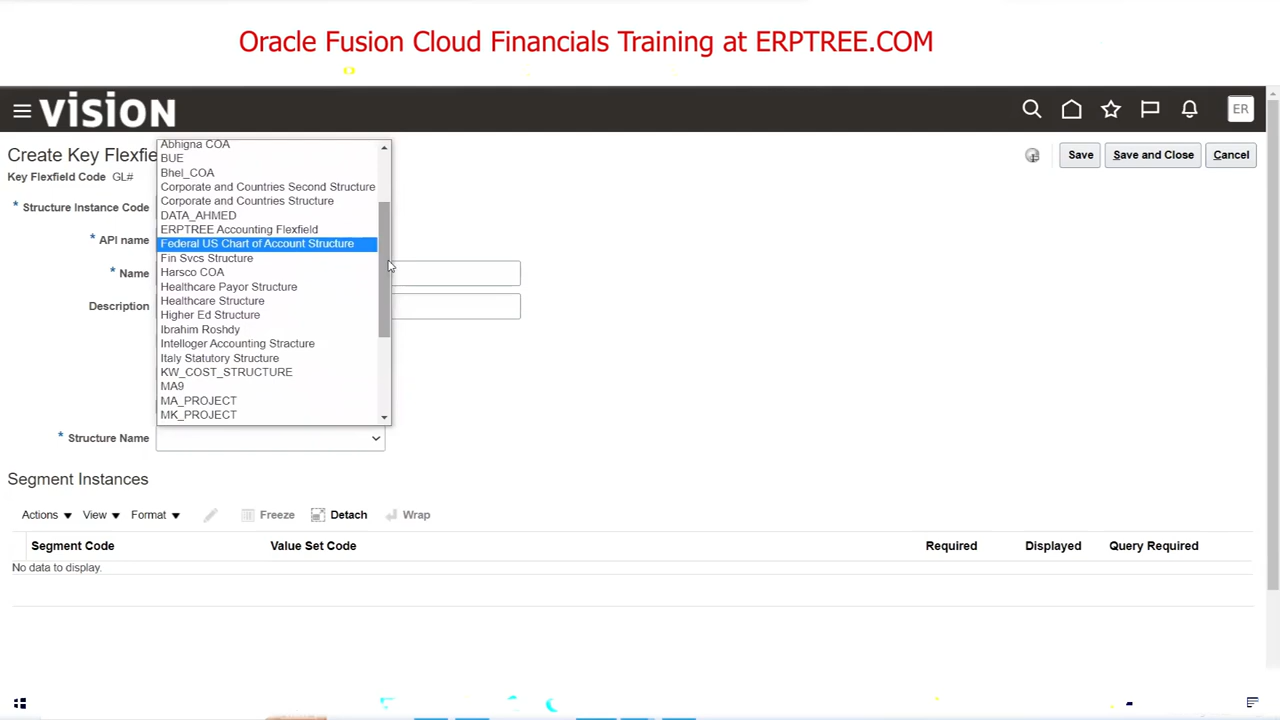 Oracle Fusion Cloud Financials Training at ERPTREE.COM
VISION
ER
Create Key Flexfie
Save
Save and Close
Cancel
Key Flexfield Code GL#
* Structure Instance Code
* API name
* Name
Description
Abhigna COA
BUE
Bhel_COA
Corporate and Countries Second Structure
Corporate and Countries Structure
DATA_AHMED
ERPTREE Accounting Flexfield
Federal US Chart of Account Structure
Fin Svcs Structure
Harsco COA
Healthcare Payor Structure
Healthcare Structure
Higher Ed Structure
Ibrahim Roshdy
Intelloger Accounting Stracture
Italy Statutory Structure
KW_COST_STRUCTURE
MA9
MA_PROJECT
MK_PROJECT
* Structure Name
Segment Instances
Actions View Format Freeze Detach Wrap
Segment Code Value Set Code Required Displayed Query Required
No data to display.